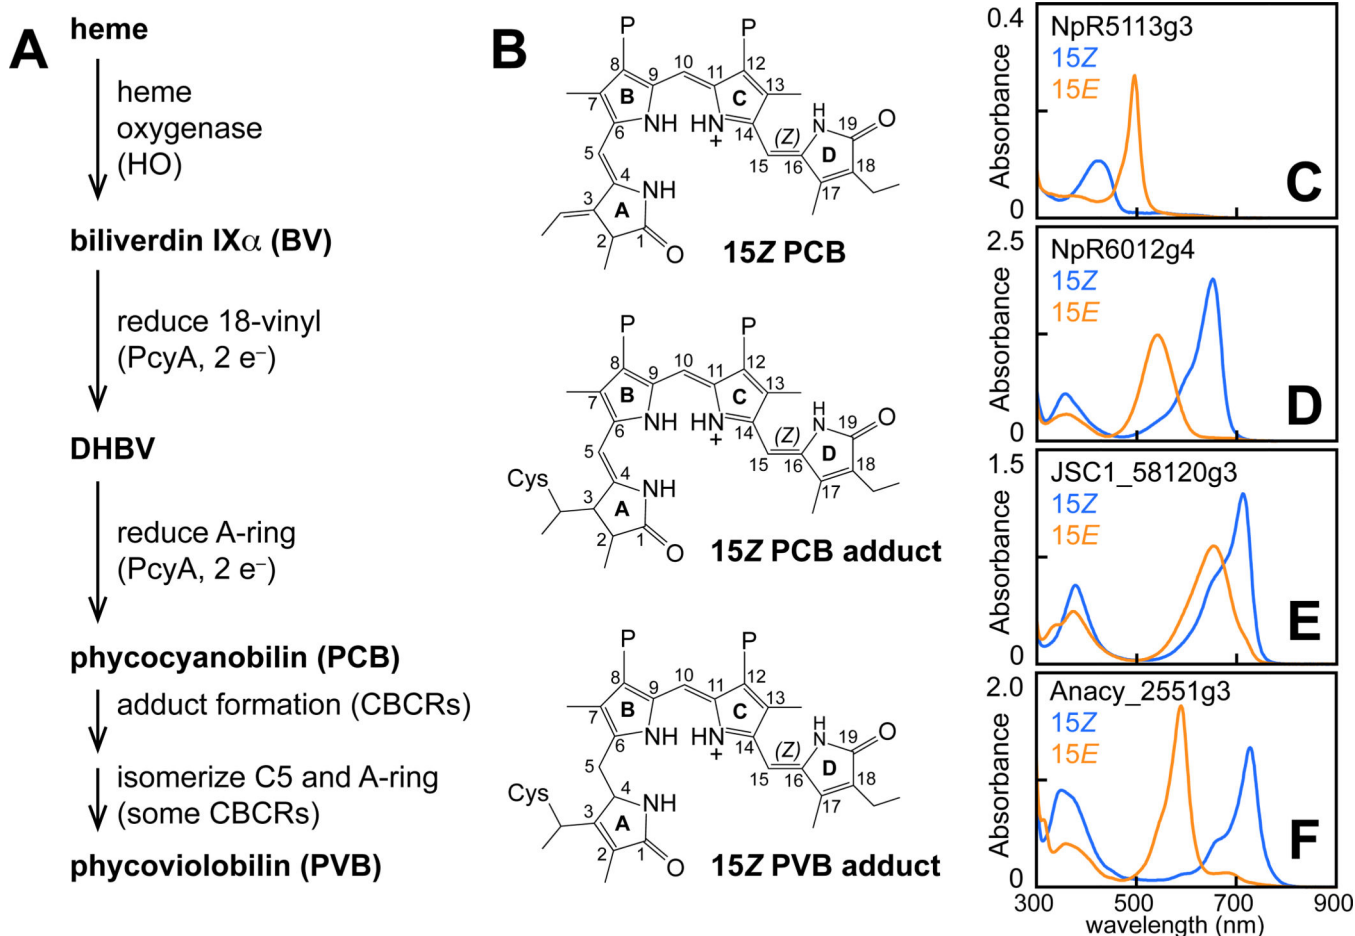 A
heme
heme
oxygenase
(HO)
biliverdin IXα (BV)
reduce 18-vinyl
(PcyA, 2 e⁻)
DHBV
reduce A-ring
(PcyA, 2 e⁻)
phycocyanobilin (PCB)
adduct formation (CBCRs)
isomerize C5 and A-ring
(some CBCRs)
phycoviolobilin (PVB)
B
P P
8 9 10 11 12
7 B C 13
6 NH HN 14 (Z) H N 19 O
+
5 15 16 D 18
4 17
3 NH
A
2 1 O
15Z PCB
P P
8 9 10 11 12
7 B C 13
6 NH HN 14 (Z) H N 19 O
+
5 15 16 D 18
Cys 4 17
3 NH
A
2 1 O
15Z PCB adduct
P P
8 9 10 11 12
7 B C 13
6 NH HN 14 (Z) H N 19 O
+
5 15 16 D 18
Cys 4 17
3 NH
A
2 1 O
15Z PVB adduct
0.4
NpR5113g3
15Z
15E
Absorbance
C
0
2.5
NpR6012g4
15Z
15E
Absorbance
D
0
1.5
JSC1_58120g3
15Z
15E
Absorbance
E
0
2.0
Anacy_2551g3
15Z
15E
Absorbance
F
0
300 500 700 900
wavelength (nm)